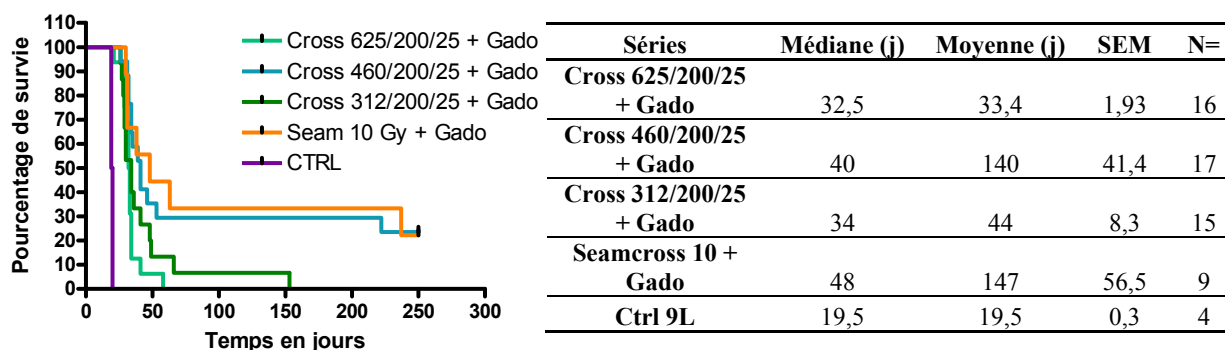 Pourcentage de survie
110
100
90
80
70
60
50
40
30
20
10
0
0 50 100 150 200 250 300
Temps en jours
Cross 625/200/25 + Gado
Cross 460/200/25 + Gado
Cross 312/200/25 + Gado
Seam 10 Gy + Gado
CTRL
Séries Médiane (j) Moyenne (j) SEM N=
Cross 625/200/25
+ Gado 32,5 33,4 1,93 16
Cross 460/200/25
+ Gado 40 140 41,4 17
Cross 312/200/25
+ Gado 34 44 8,3 15
Seamcross 10 +
Gado 48 147 56,5 9
Ctrl 9L 19,5 19,5 0,3 4